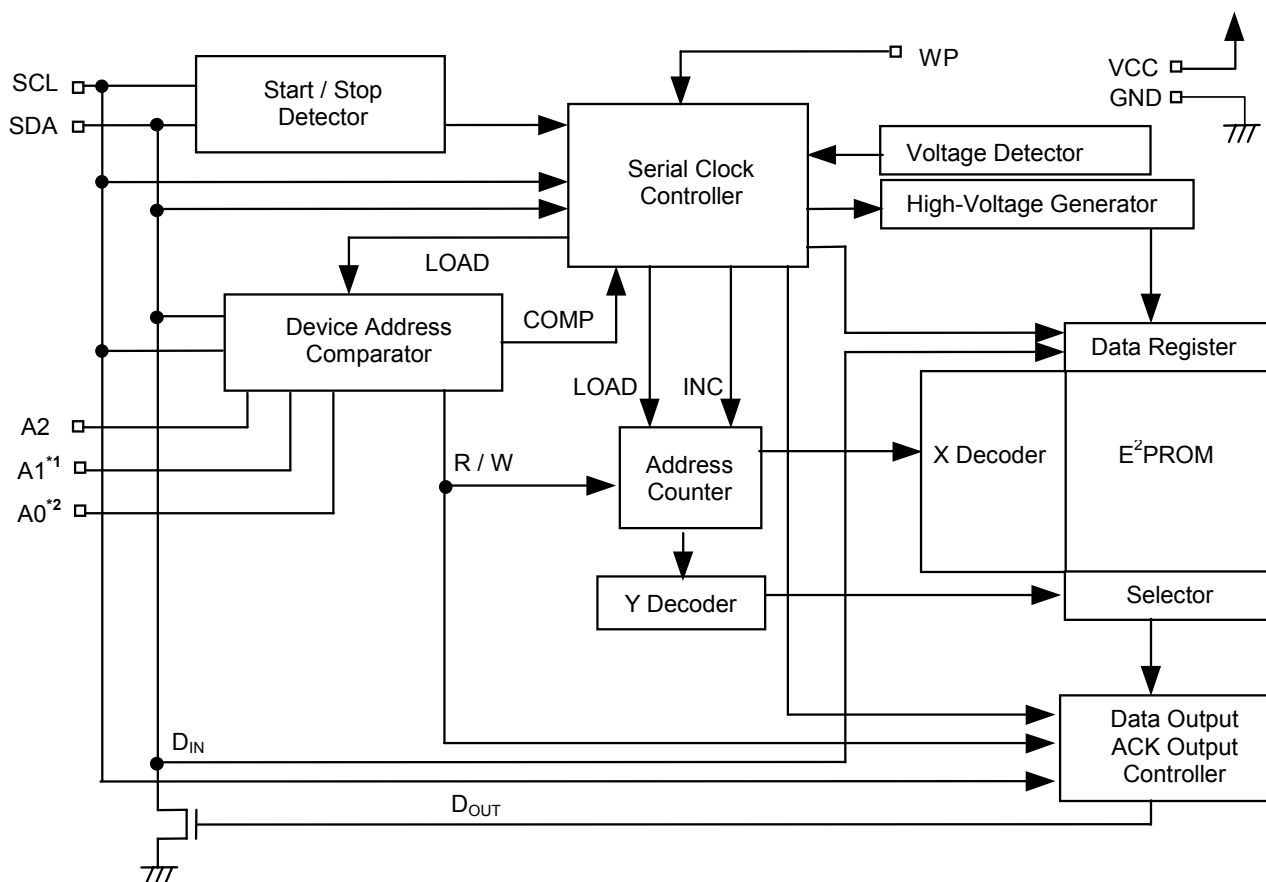 SCL
SDA
Start / Stop
Detector
WP
VCC
GND
Serial Clock
Controller
Voltage Detector
High-Voltage Generator
LOAD
COMP
Device Address
Comparator
LOAD
INC
Data Register
A2
A1*1
A0*2
R / W
Address
Counter
X Decoder
E²PROM
Y Decoder
Selector
Data Output
ACK Output
Controller
DIN
DOUT